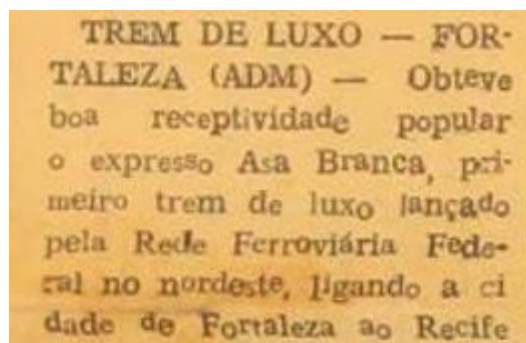 TREM DE LUXO — FOR-
TALEZA (ADM) — Obteve
boa receptividade popular
o expresso Asa Branca, pri-
meiro trem de luxo lançado
pela Rede Ferroviária Fede-
ral no nordeste, ligando a ci
dade de Fortaleza ao Recife